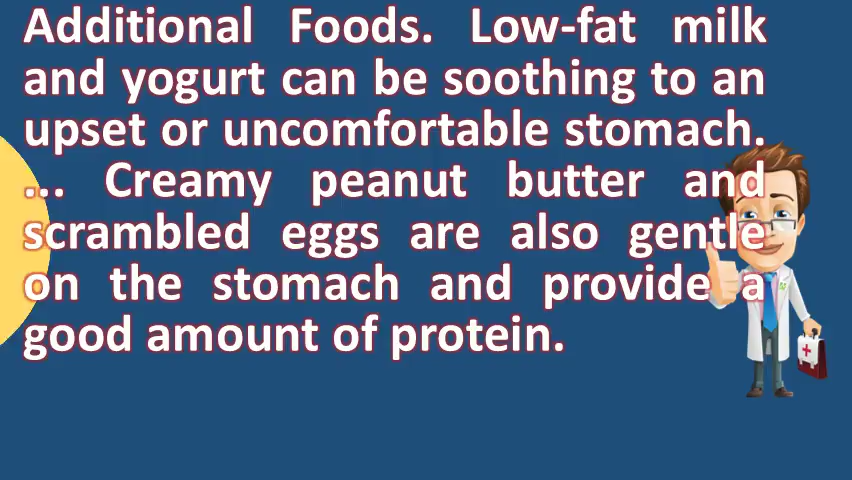 Additional Foods. Low-fat milk
and yogurt can be soothing to an
upset or uncomfortable stomach.
... Creamy peanut butter and
scrambled eggs are also gentle
on the stomach and provide a
good amount of protein.